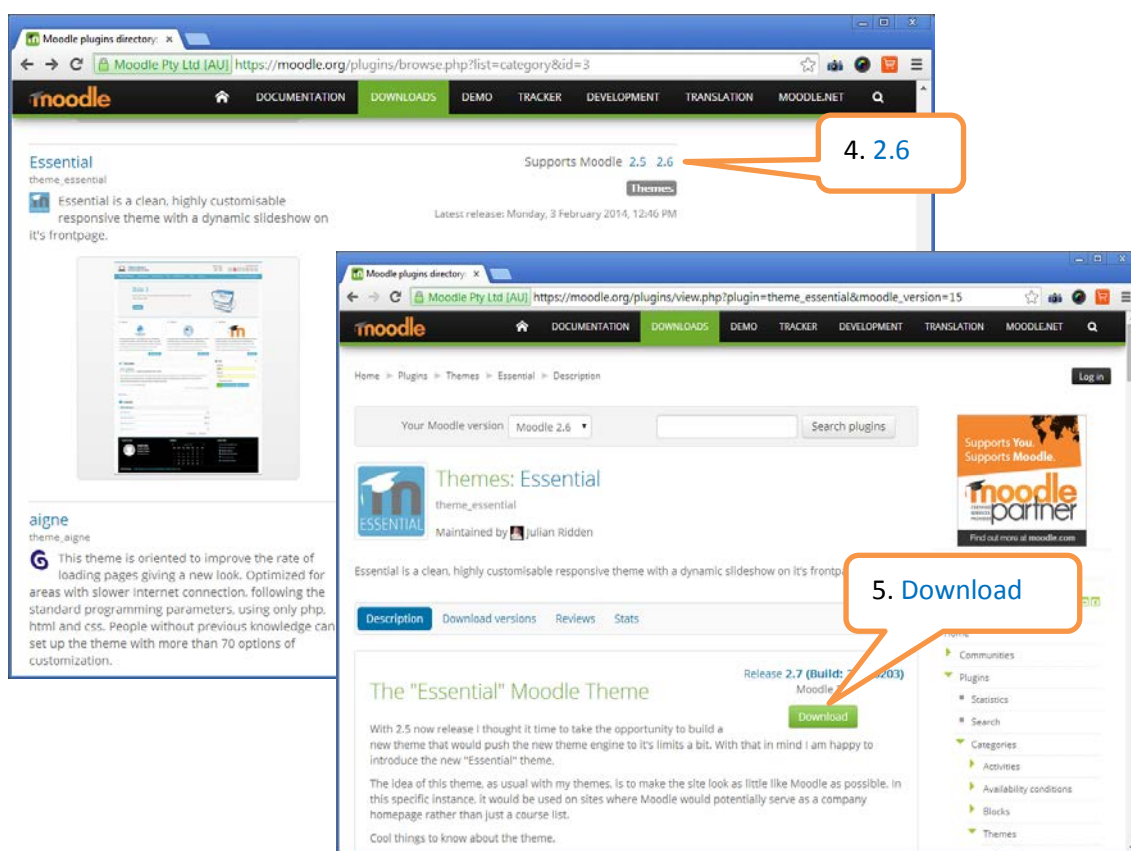 Moodle plugins directory: ×
Moodle Pty Ltd [AU] https://moodle.org/plugins/browse.php?list=category&id=3
moodle DOCUMENTATION DOWNLOADS DEMO TRACKER DEVELOPMENT TRANSLATION MOODLE.NET
Essential
theme_essential
Essential is a clean, highly customisable
responsive theme with a dynamic slideshow on
it's frontpage.
Supports Moodle 2.5 2.6
Themes
Latest release: Monday, 3 February 2014, 12:46 PM
4. 2.6
aigne
theme_aigne
This theme is oriented to improve the rate of
loading pages giving a new look. Optimized for
areas with slower internet connection, following the
standard programming parameters, using only php,
html and css. People without previous knowledge can
set up the theme with more than 70 options of
customization.
Moodle plugins directory: ×
Moodle Pty Ltd [AU] https://moodle.org/plugins/view.php?plugin=theme_essential&moodle_version=15
moodle DOCUMENTATION DOWNLOADS DEMO TRACKER DEVELOPMENT TRANSLATION MOODLE.NET
Home Plugins Themes Essential Description
Log in
Your Moodle version Moodle 2.6 Search plugins
ESSENTIAL
Themes: Essential
theme_essential
Maintained by Julian Ridden
Essential is a clean, highly customisable responsive theme with a dynamic slideshow on it's
Supports You.
Supports Moodle.
moodle
partner
Find out more at moodle.com
5. Download
Description Download versions Reviews Stats
Release 2.7 (Build:
Moodle
Download
The "Essential" Moodle Theme
With 2.5 now release I thought it time to take the opportunity to build a
new theme that would push the new theme engine to it's limits a bit. With that in mind I am happy to
introduce the new "Essential" theme.
The idea of this theme, as usual with my themes, is to make the site look as little like Moodle as possible. In
this specific instance, it would be used on sites where Moodle would potentially serve as a company
homepage rather than just a course list.
Cool things to know about the theme.
Home
Communities
Plugins
Statistics
Search
Categories
Activities
Availability conditions
Blocks
Themes